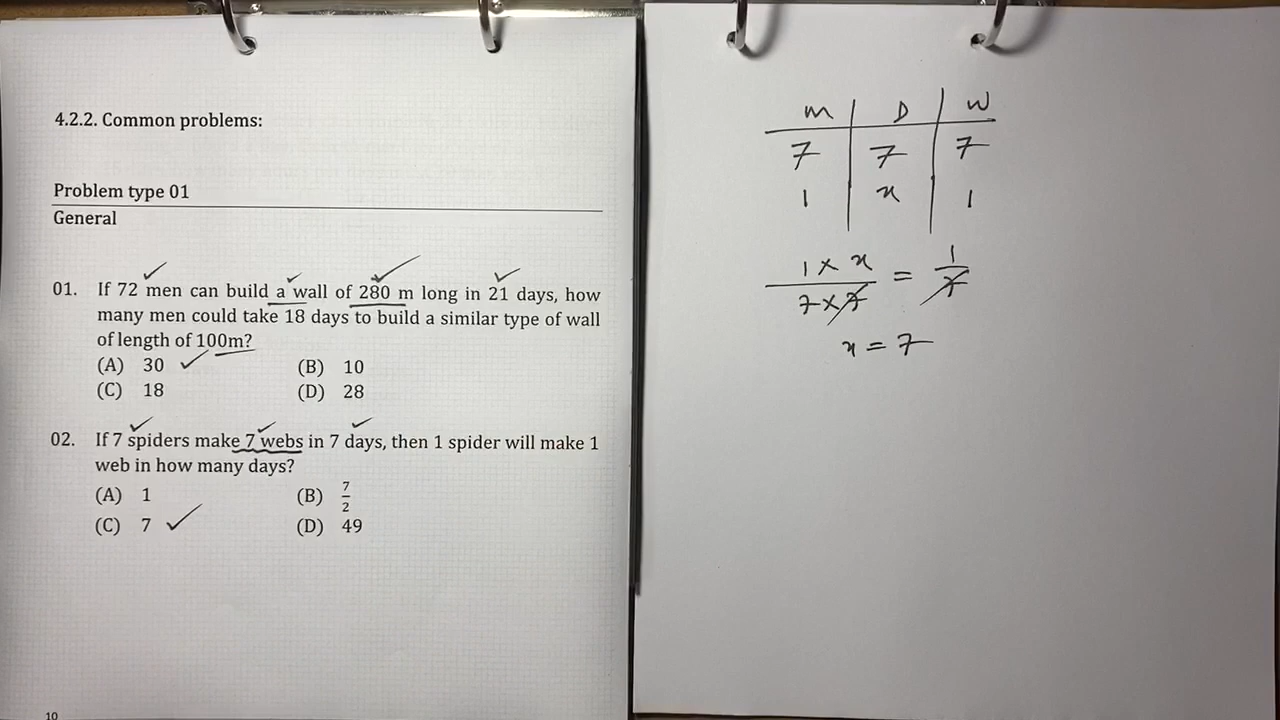 4.2.2. Common problems:
Problem type 01
General
01. If 72 men can build a wall of 280 m long in 21 days, how
many men could take 18 days to build a similar type of wall
of length of 100m?
(A) 30 ✓ (B) 10
(C) 18 (D) 28
02. If 7 spiders make 7 webs in 7 days, then 1 spider will make 1
web in how many days?
(A) 1 (B) 7/2
(C) 7 ✓ (D) 49
10
M D W
7 7 7
1 x 1
1 × x / 7 × 7 = 1 / 7
x = 7